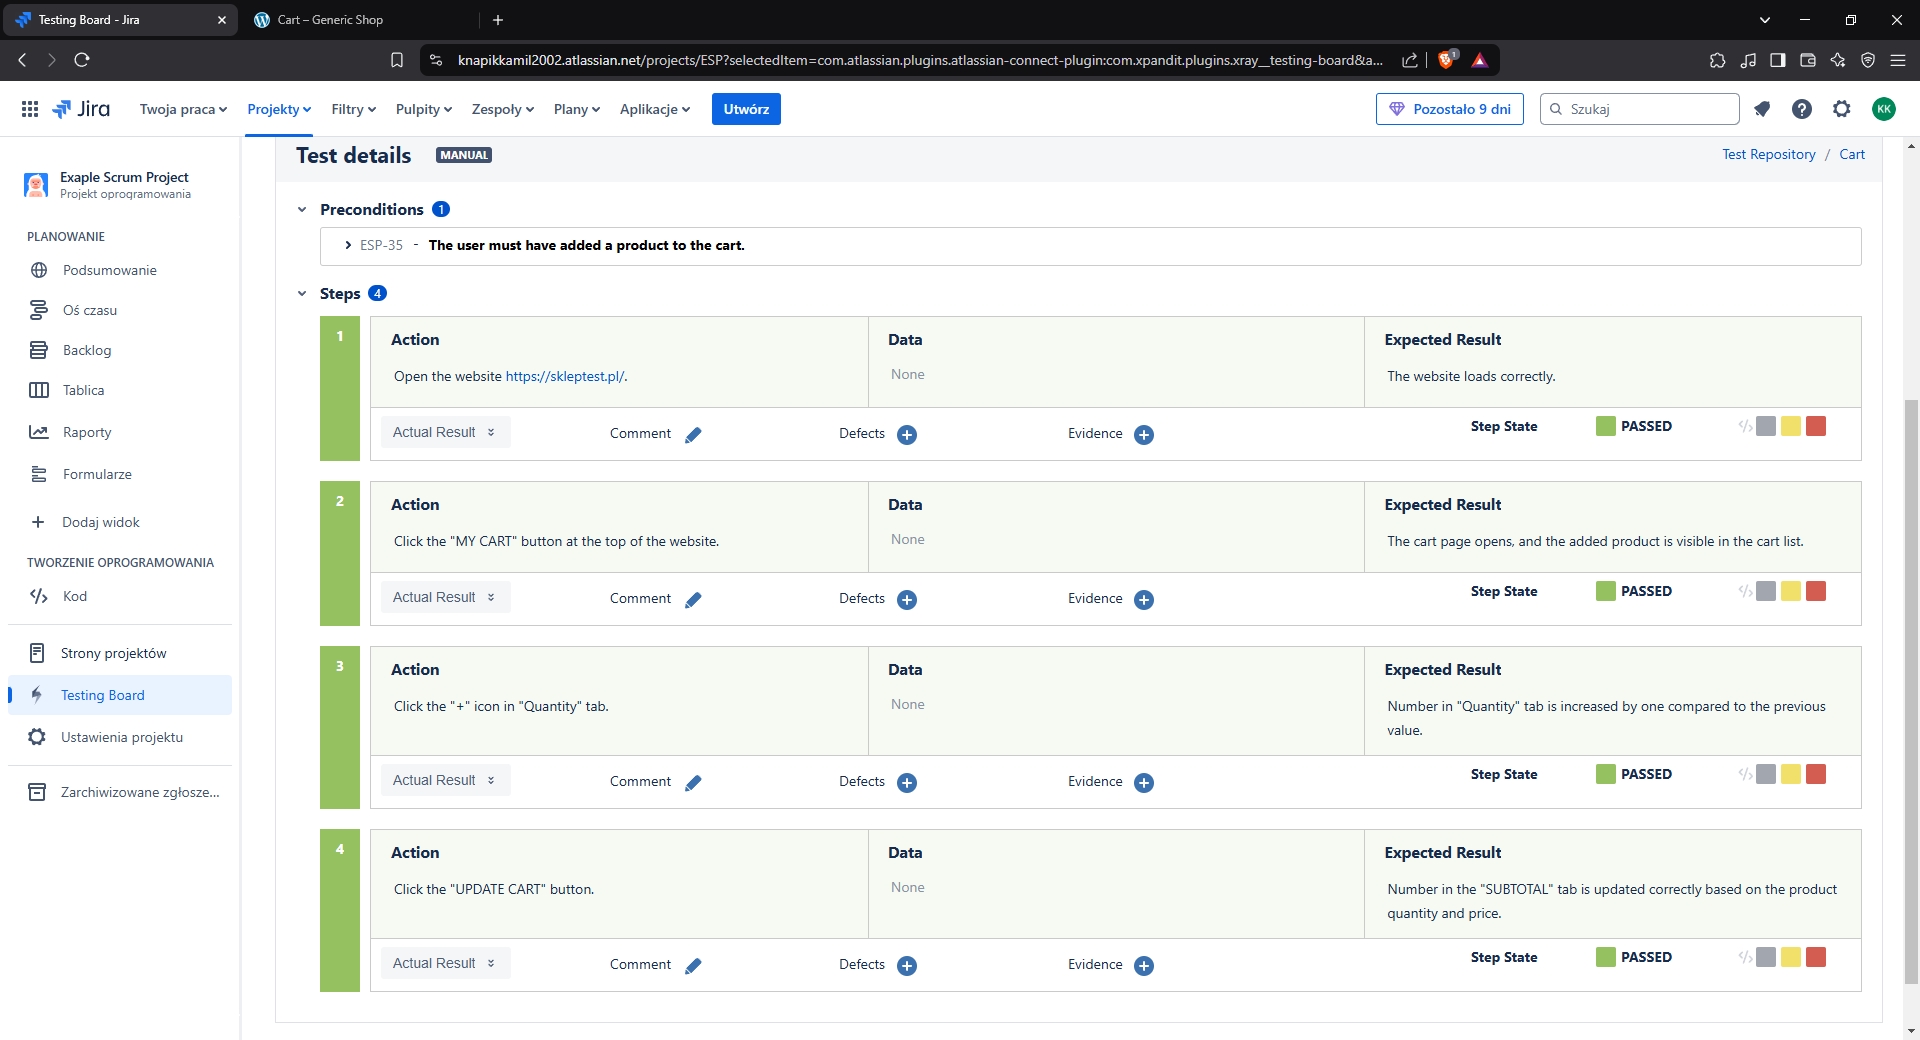 Testing Board - Jira
Cart – Generic Shop
knapikkamil2002.atlassian.net/projects/ESP?selectedItem=com.atlassian.plugins.atlassian-connect-plugin:com.xpandit.plugins.xray__testing-board&a...
1
Jira
Twoja praca
Projekty
Filtry
Pulpity
Zespoły
Plany
Aplikacje
Utwórz
Pozostało 9 dni
Szukaj
KK
Exaple Scrum Project
Projekt oprogramowania
PLANOWANIE
Podsumowanie
Oś czasu
Backlog
Tablica
Raporty
Formularze
Dodaj widok
TWORZENIE OPROGRAMOWANIA
Kod
Strony projektów
Testing Board
Ustawienia projektu
Zarchiwizowane zgłosze...
Test details MANUAL
Test Repository / Cart
Preconditions 1
ESP-35 - The user must have added a product to the cart.
Steps 4
1
Action
Data
Expected Result
Open the website https://skleptest.pl/.
None
The website loads correctly.
Actual Result
Comment
Defects
Evidence
Step State
PASSED
2
Action
Data
Expected Result
Click the "MY CART" button at the top of the website.
None
The cart page opens, and the added product is visible in the cart list.
Actual Result
Comment
Defects
Evidence
Step State
PASSED
3
Action
Data
Expected Result
Click the "+" icon in "Quantity" tab.
None
Number in "Quantity" tab is increased by one compared to the previous
value.
Actual Result
Comment
Defects
Evidence
Step State
PASSED
4
Action
Data
Expected Result
Click the "UPDATE CART" button.
None
Number in the "SUBTOTAL" tab is updated correctly based on the product
quantity and price.
Actual Result
Comment
Defects
Evidence
Step State
PASSED